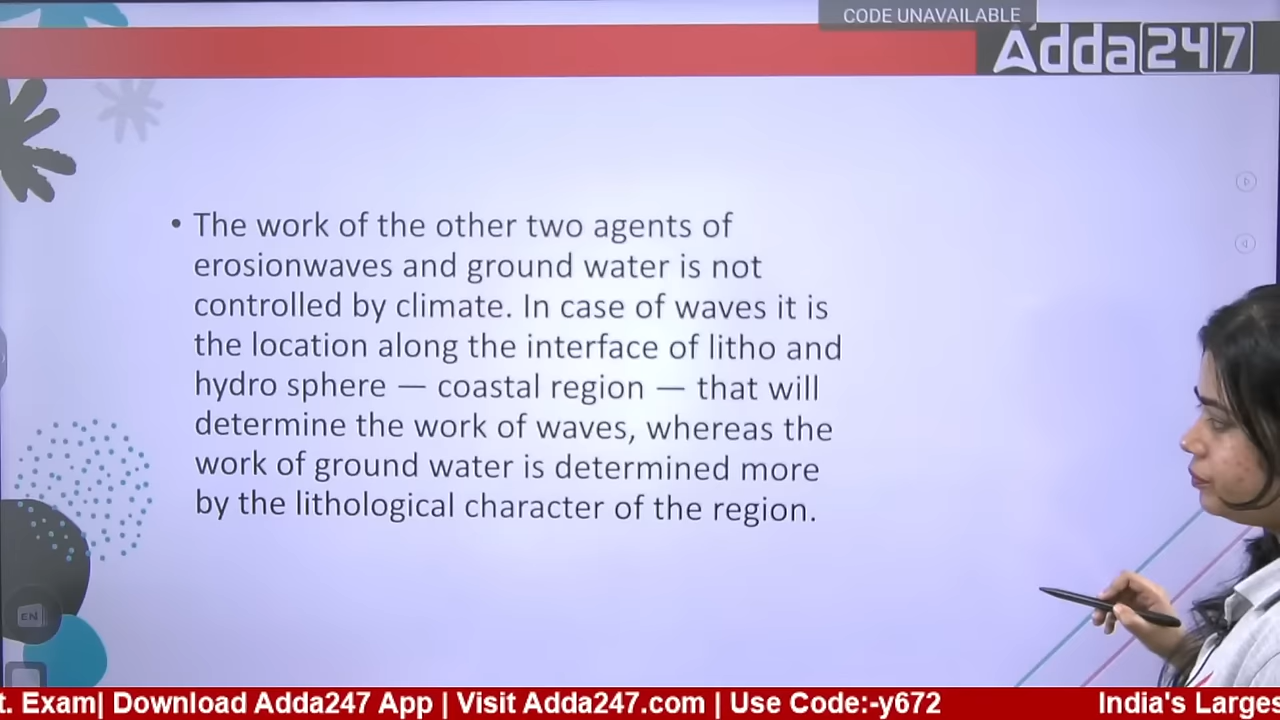 CODE UNAVAILABLE
Adda247
• The work of the other two agents of
erosionwaves and ground water is not
controlled by climate. In case of waves it is
the location along the interface of litho and
hydro sphere — coastal region — that will
determine the work of waves, whereas the
work of ground water is determined more
by the lithological character of the region.
EN
t. Exam| Download Adda247 App | Visit Adda247.com | Use Code:-y672
India's Larges